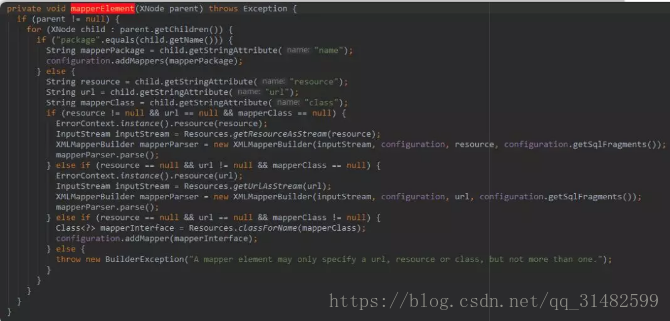 private void mapperElement(XNode parent) throws Exception {
if (parent != null) {
for (XNode child : parent.getChildren()) {
if ("package".equals(child.getName())) {
String mapperPackage = child.getStringAttribute( name: "name");
configuration.addMappers(mapperPackage);
} else {
String resource = child.getStringAttribute( name: "resource");
String url = child.getStringAttribute( name: "url");
String mapperClass = child.getStringAttribute( name: "class");
if (resource != null && url == null && mapperClass == null) {
ErrorContext.instance().resource(resource);
InputStream inputStream = Resources.getResourceAsStream(resource);
XMLMapperBuilder mapperParser = new XMLMapperBuilder(inputStream, configuration, resource, configuration.getSqlFragments());
mapperParser.parse();
} else if (resource == null && url != null && mapperClass == null) {
ErrorContext.instance().resource(url);
InputStream inputStream = Resources.getUrlAsStream(url);
XMLMapperBuilder mapperParser = new XMLMapperBuilder(inputStream, configuration, url, configuration.getSqlFragments());
mapperParser.parse();
} else if (resource == null && url == null && mapperClass != null) {
Class<?> mapperInterface = Resources.classForName(mapperClass);
configuration.addMapper(mapperInterface);
} else {
throw new BuilderException("A mapper element may only specify a url, resource or class, but not more than one.");
}
}
}
}
}
https://blog.csdn.net/qq_31482599